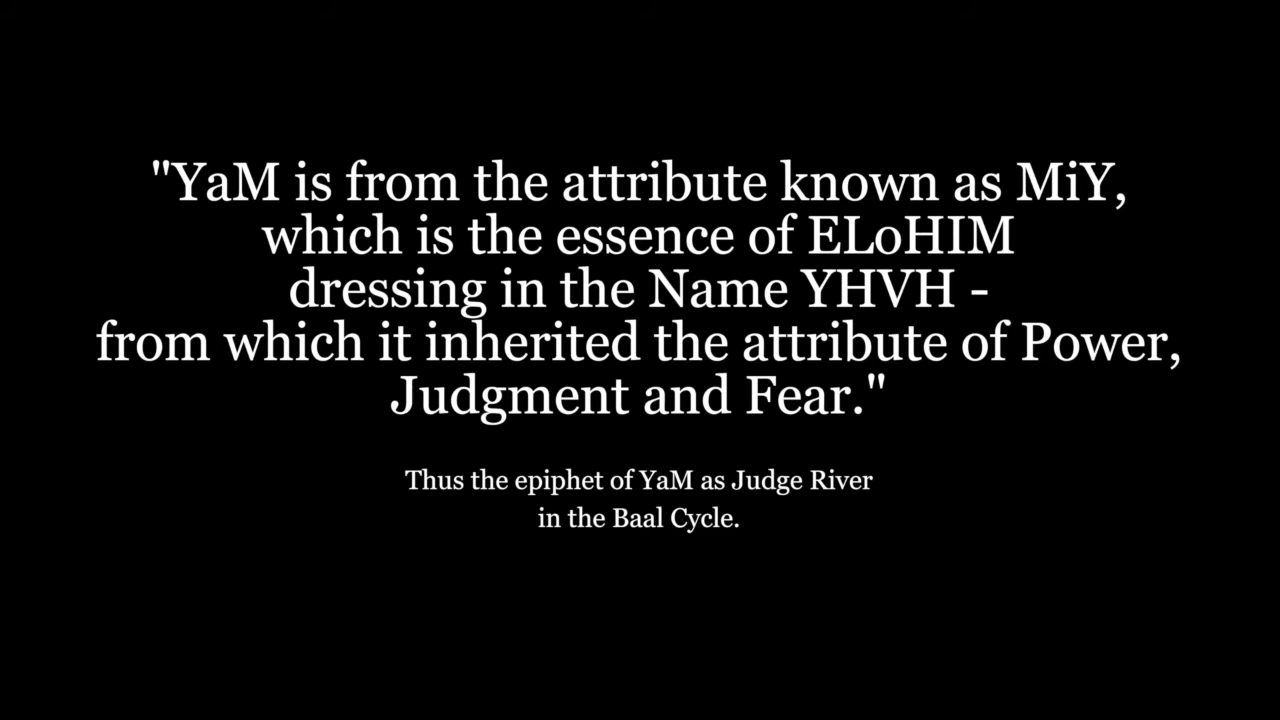 "YaM is from the attribute known as MiY,
which is the essence of ELoHIM
dressing in the Name YHVH -
from which it inherited the attribute of Power,
Judgment and Fear."
Thus the epiphet of YaM as Judge River
in the Baal Cycle.